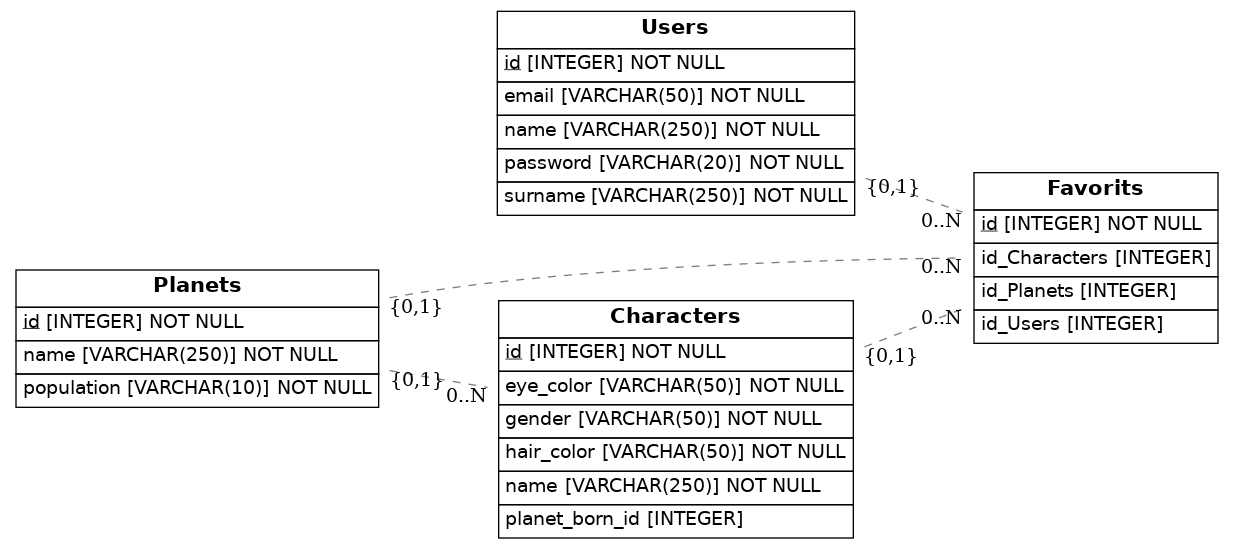 Users
id [INTEGER] NOT NULL
email [VARCHAR(50)] NOT NULL
name [VARCHAR(250)] NOT NULL
password [VARCHAR(20)] NOT NULL
surname [VARCHAR(250)] NOT NULL
{0,1}
0..N
Favorits
id [INTEGER] NOT NULL
id_Characters [INTEGER]
id_Planets [INTEGER]
id_Users [INTEGER]
0..N
0..N
Planets
id [INTEGER] NOT NULL
name [VARCHAR(250)] NOT NULL
population [VARCHAR(10)] NOT NULL
{0,1}
{0,1}
0..N
Characters
id [INTEGER] NOT NULL
eye_color [VARCHAR(50)] NOT NULL
gender [VARCHAR(50)] NOT NULL
hair_color [VARCHAR(50)] NOT NULL
name [VARCHAR(250)] NOT NULL
planet_born_id [INTEGER]
{0,1}